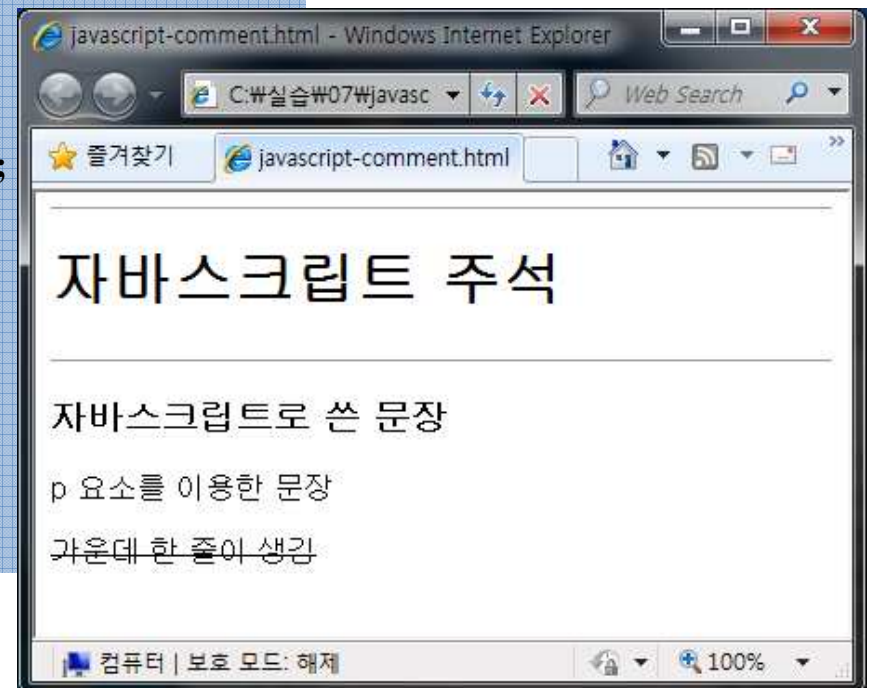 javascript-comment.html - Windows Internet Explorer
C:₩실습₩07₩javasc
Web Search
;
즐겨찾기
javascript-comment.html
자바스크립트 주석
자바스크립트로 쓴 문장
p 요소를 이용한 문장
가운데 한 줄이 생김
컴퓨터 | 보호 모드: 해제
100%